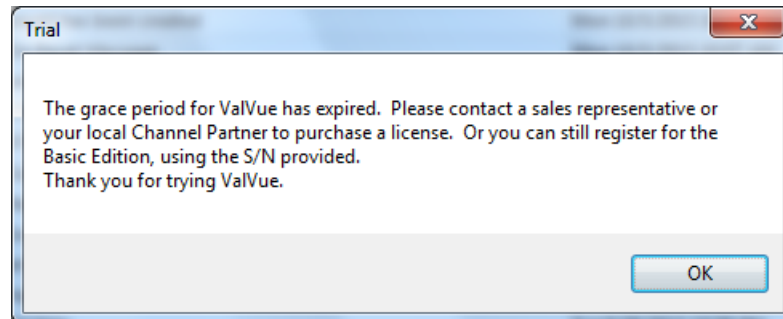 Trial
The grace period for ValVue has expired.  Please contact a sales representative or
your local Channel Partner to purchase a license.  Or you can still register for the
Basic Edition, using the S/N provided.
Thank you for trying ValVue.
OK